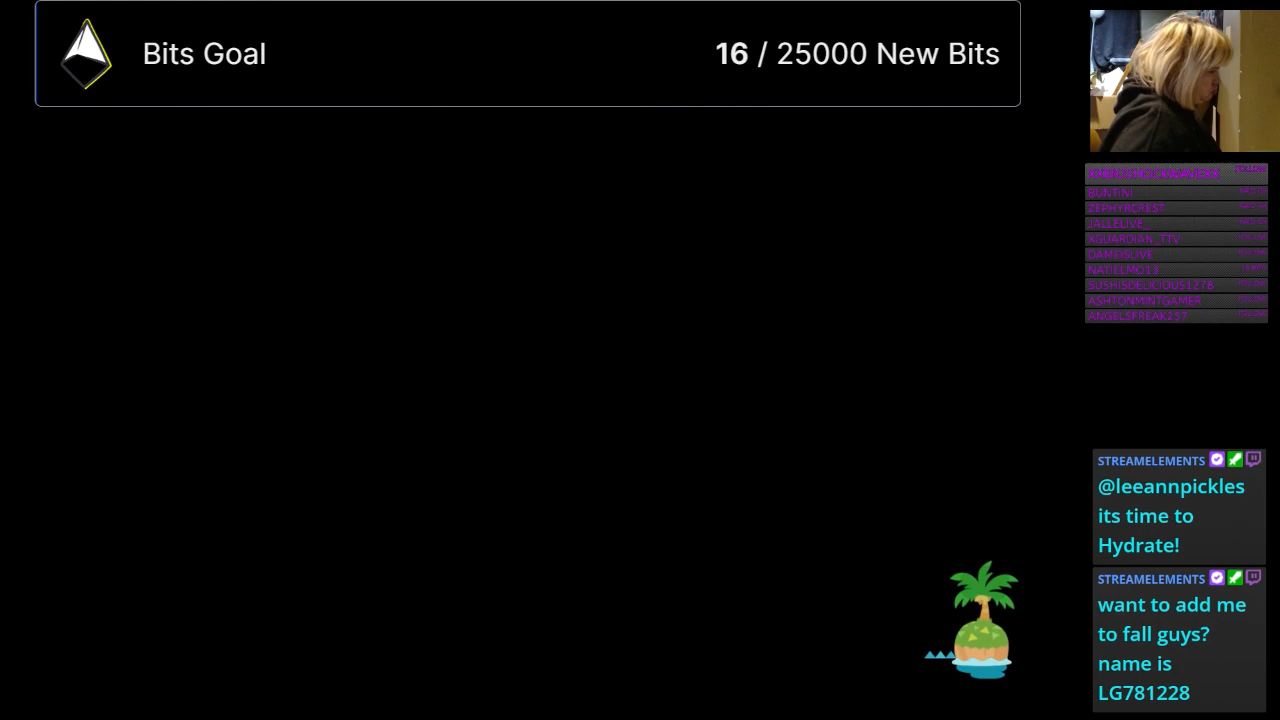 Bits Goal
16 / 25000 New Bits
BUNTINI
ZEPHYRCREST
JALLELIVE_
XGUARDIAN_TTV
DAMOSLIVE
NATIELMO13
SUSHISDELICIOUS1278
ASHTONMINTGAMER
ANGELSFREAK257
STREAMELEMENTS
@leeannpickles
its time to
Hydrate!
STREAMELEMENTS
want to add me
to fall guys?
name is
LG781228